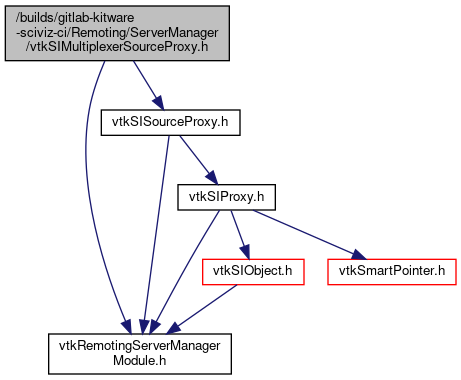 /builds/gitlab-kitware
-sciviz-ci/Remoting/ServerManager
/vtkSIMultiplexerSourceProxy.h
vtkSISourceProxy.h
vtkSIProxy.h
vtkSIObject.h
vtkSmartPointer.h
vtkRemotingServerManager
Module.h